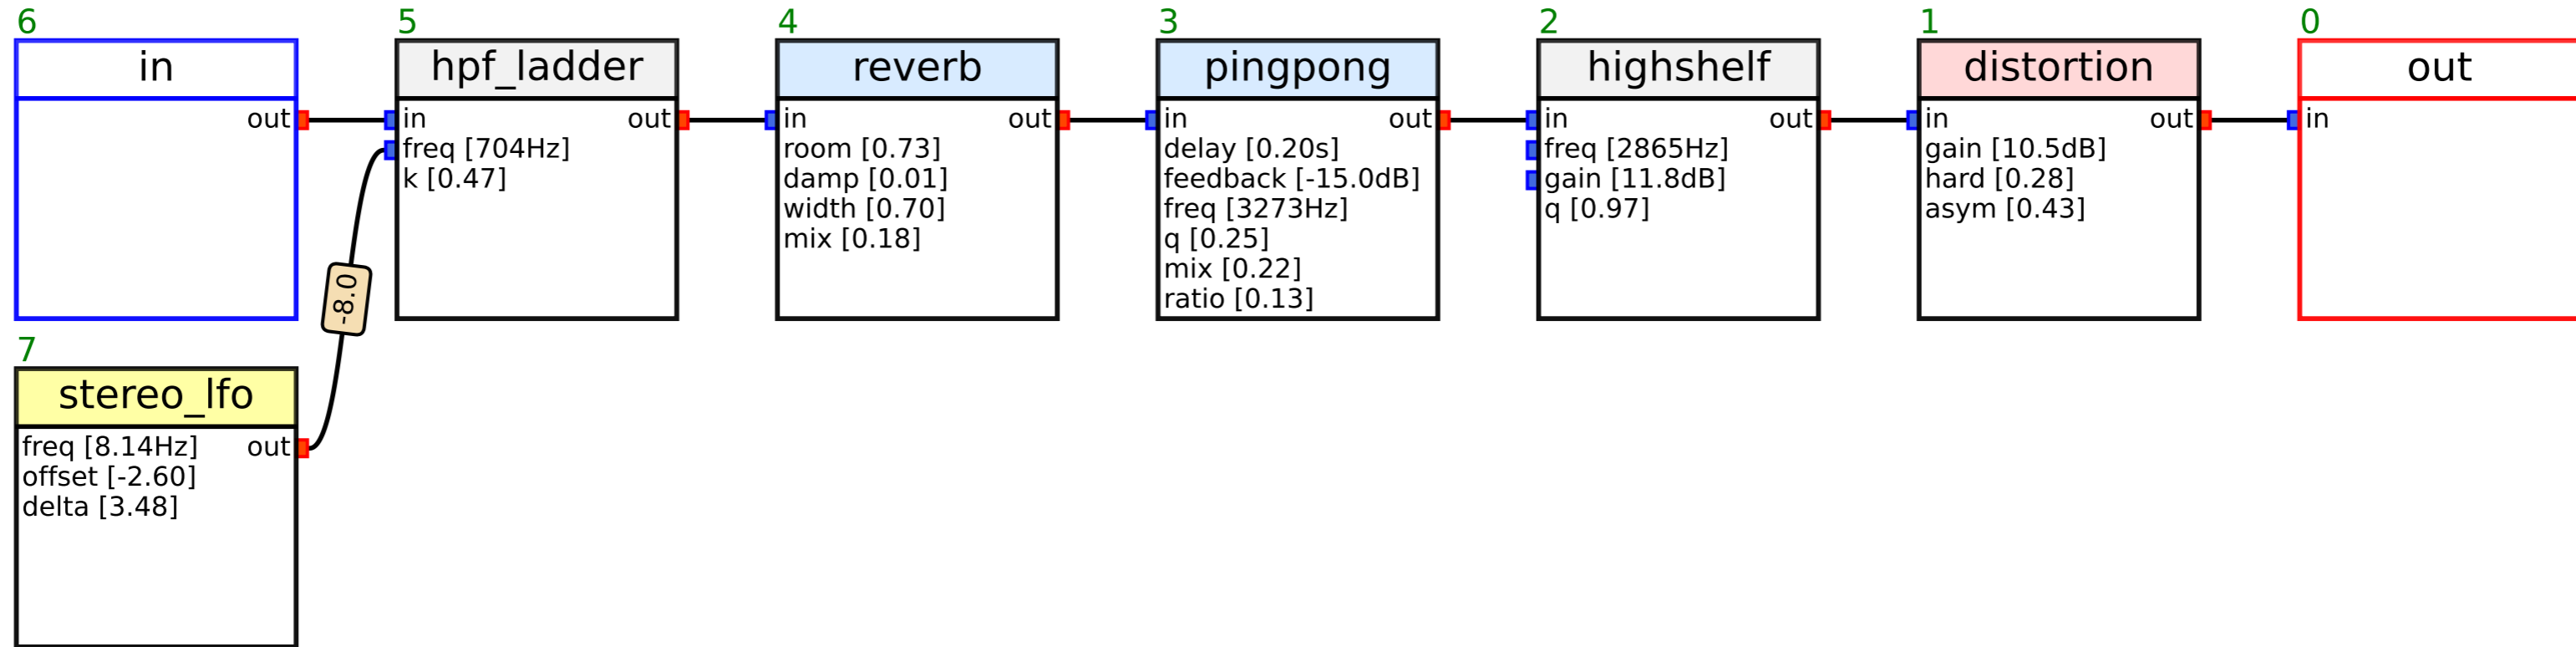 6
in
out
5
hpf_ladder
in
out
freq [704Hz]
k [0.47]
4
reverb
in
out
room [0.73]
damp [0.01]
width [0.70]
mix [0.18]
3
pingpong
in
out
delay [0.20s]
feedback [-15.0dB]
freq [3273Hz]
q [0.25]
mix [0.22]
ratio [0.13]
2
highshelf
in
out
freq [2865Hz]
gain [11.8dB]
q [0.97]
1
distortion
in
out
gain [10.5dB]
hard [0.28]
asym [0.43]
0
out
in
-8.0
7
stereo_lfo
freq [8.14Hz]
out
offset [-2.60]
delta [3.48]